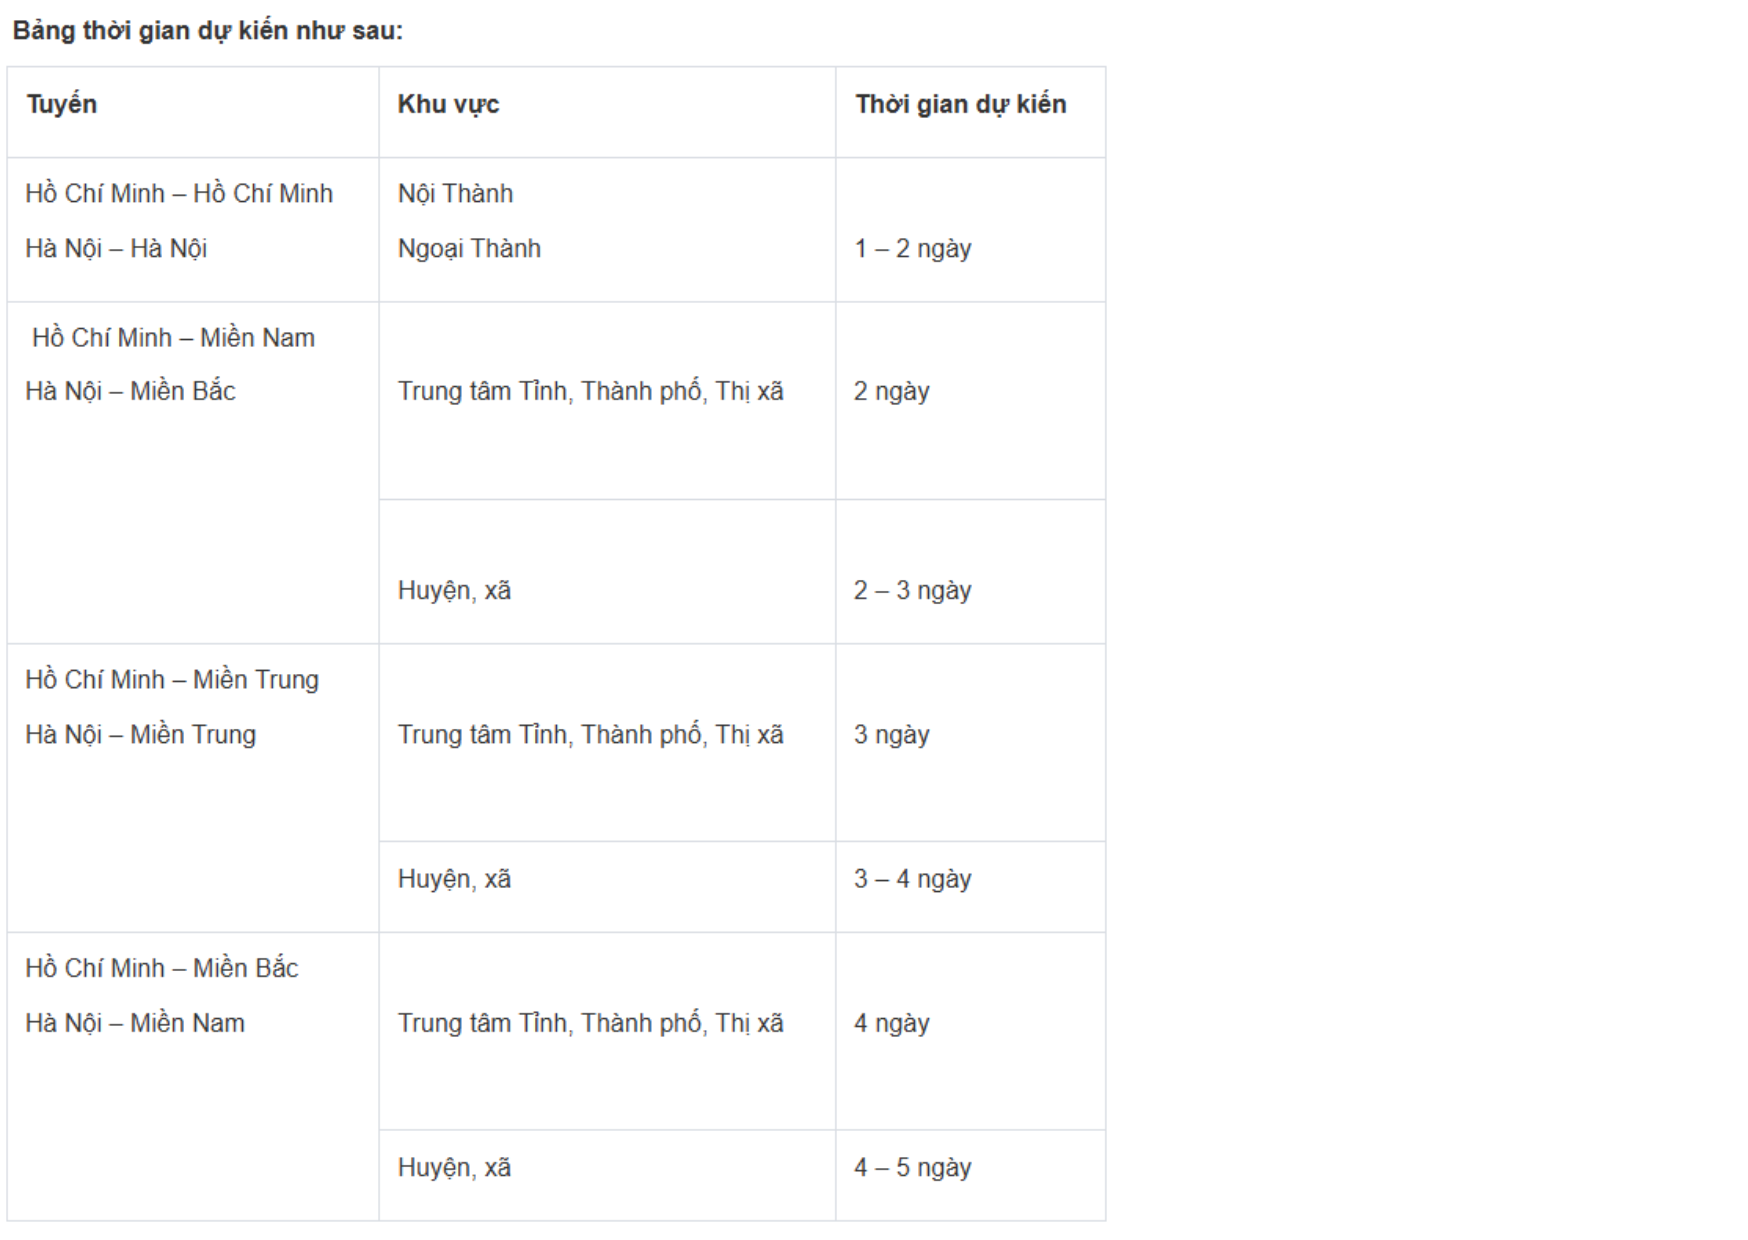 Bảng thời gian dự kiến như sau:
Tuyến
Khu vực
Thời gian dự kiến
Hồ Chí Minh – Hồ Chí Minh
Hà Nội – Hà Nội
Nội Thành
Ngoại Thành
1 – 2 ngày
Hồ Chí Minh – Miền Nam
Hà Nội – Miền Bắc
Trung tâm Tỉnh, Thành phố, Thị xã
2 ngày
Huyện, xã
2 – 3 ngày
Hồ Chí Minh – Miền Trung
Hà Nội – Miền Trung
Trung tâm Tỉnh, Thành phố, Thị xã
3 ngày
Huyện, xã
3 – 4 ngày
Hồ Chí Minh – Miền Bắc
Hà Nội – Miền Nam
Trung tâm Tỉnh, Thành phố, Thị xã
4 ngày
Huyện, xã
4 – 5 ngày